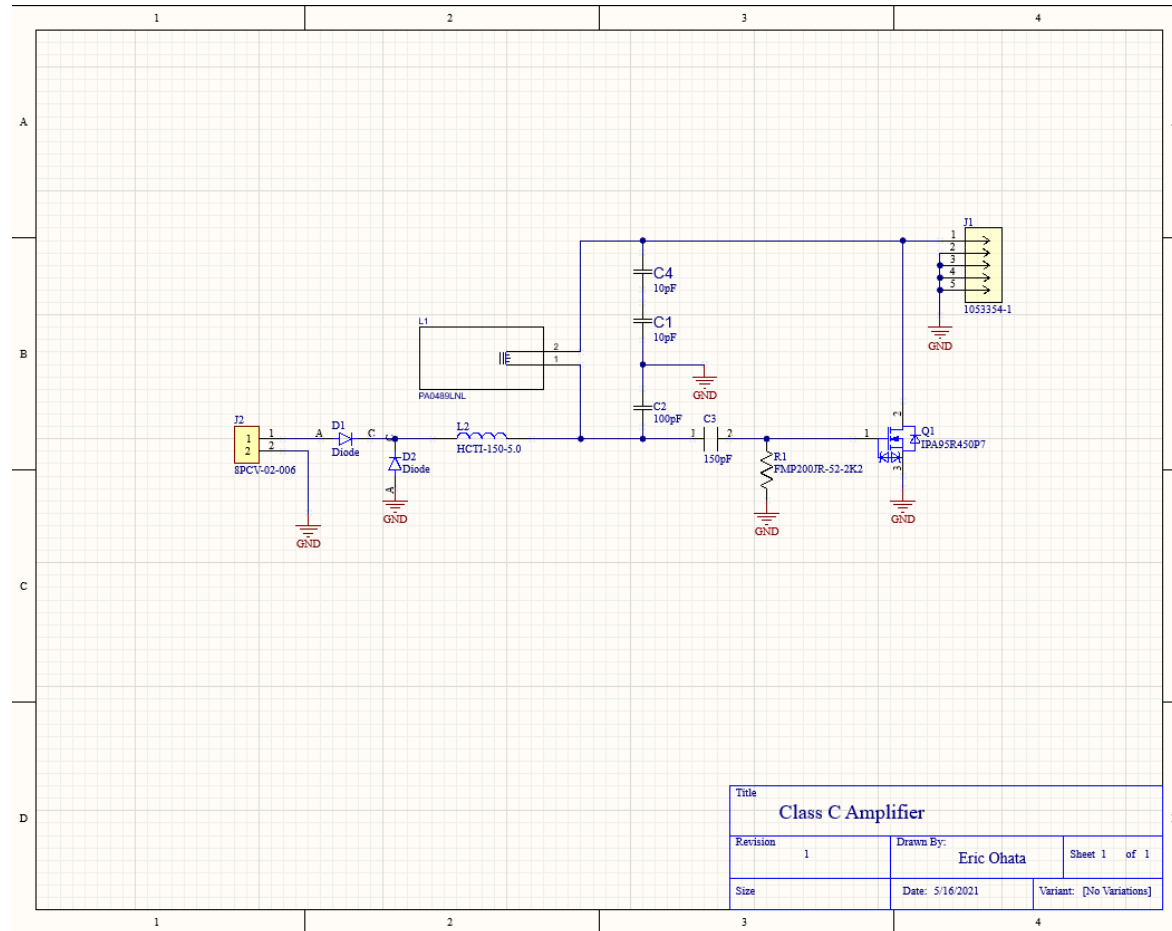 1 2 3 4
A
J1
1
2
3
4
5
1053354-1
GND
C4
10pF
C1
10pF
B
L1
2
1
PA0489LNL
GND
C2
100pF
C3
1 2
150pF
J2
1 1
2 2
SPCV-02-006
D1
A C
Diode
C
D2
Diode
A
GND
GND
L2
HCTI-150-5.0
R1
FMP200JR-52-2K2
GND
2
1
Q1
IPA95R450P7
3
GND
C
D
Title
Class C Amplifier
Revision
1
Drawn By:
Eric Ohata
Sheet 1 of 1
Size
Date: 5/16/2021
Variant: [No Variations]
1 2 3 4